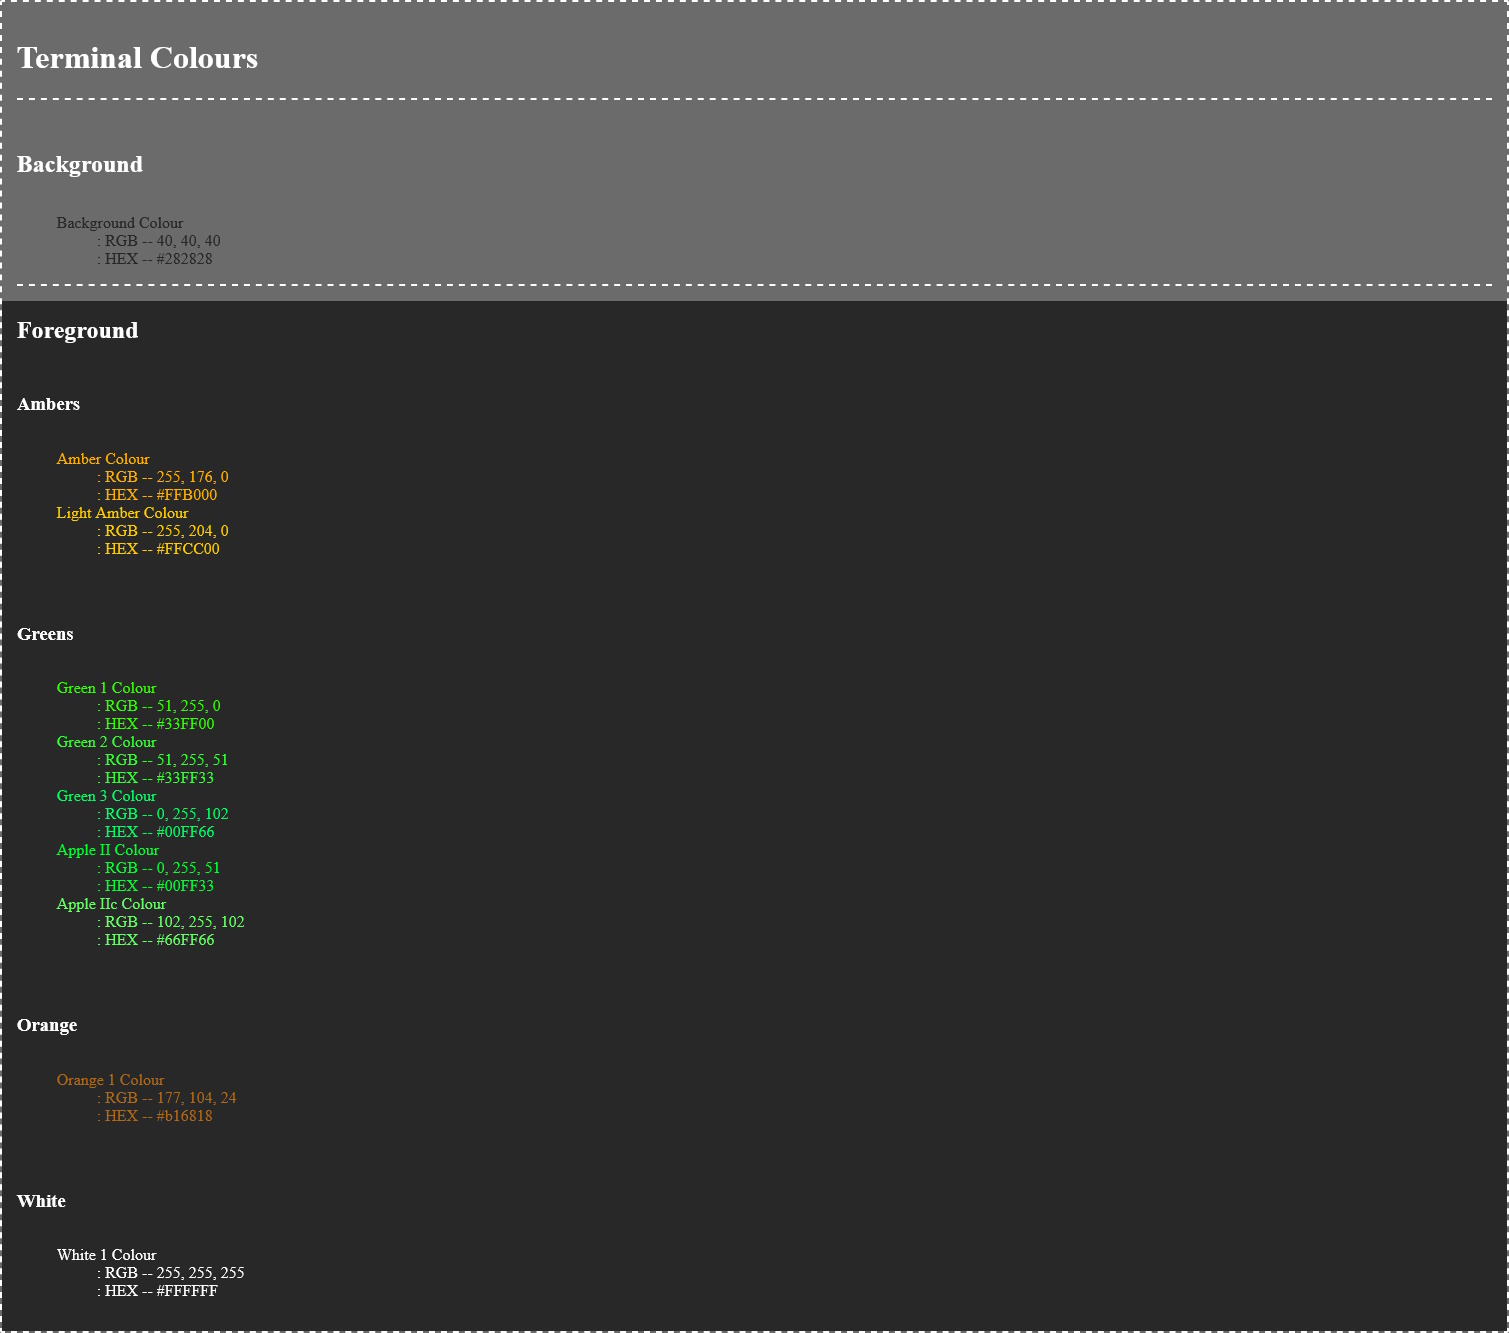 Terminal Colours
Background
Background Colour
: RGB -- 40, 40, 40
: HEX -- #282828
Foreground
Ambers
Amber Colour
: RGB -- 255, 176, 0
: HEX -- #FFB000
Light Amber Colour
: RGB -- 255, 204, 0
: HEX -- #FFCC00
Greens
Green 1 Colour
: RGB -- 51, 255, 0
: HEX -- #33FF00
Green 2 Colour
: RGB -- 51, 255, 51
: HEX -- #33FF33
Green 3 Colour
: RGB -- 0, 255, 102
: HEX -- #00FF66
Apple II Colour
: RGB -- 0, 255, 51
: HEX -- #00FF33
Apple IIc Colour
: RGB -- 102, 255, 102
: HEX -- #66FF66
Orange
Orange 1 Colour
: RGB -- 177, 104, 24
: HEX -- #b16818
White
White 1 Colour
: RGB -- 255, 255, 255
: HEX -- #FFFFFF